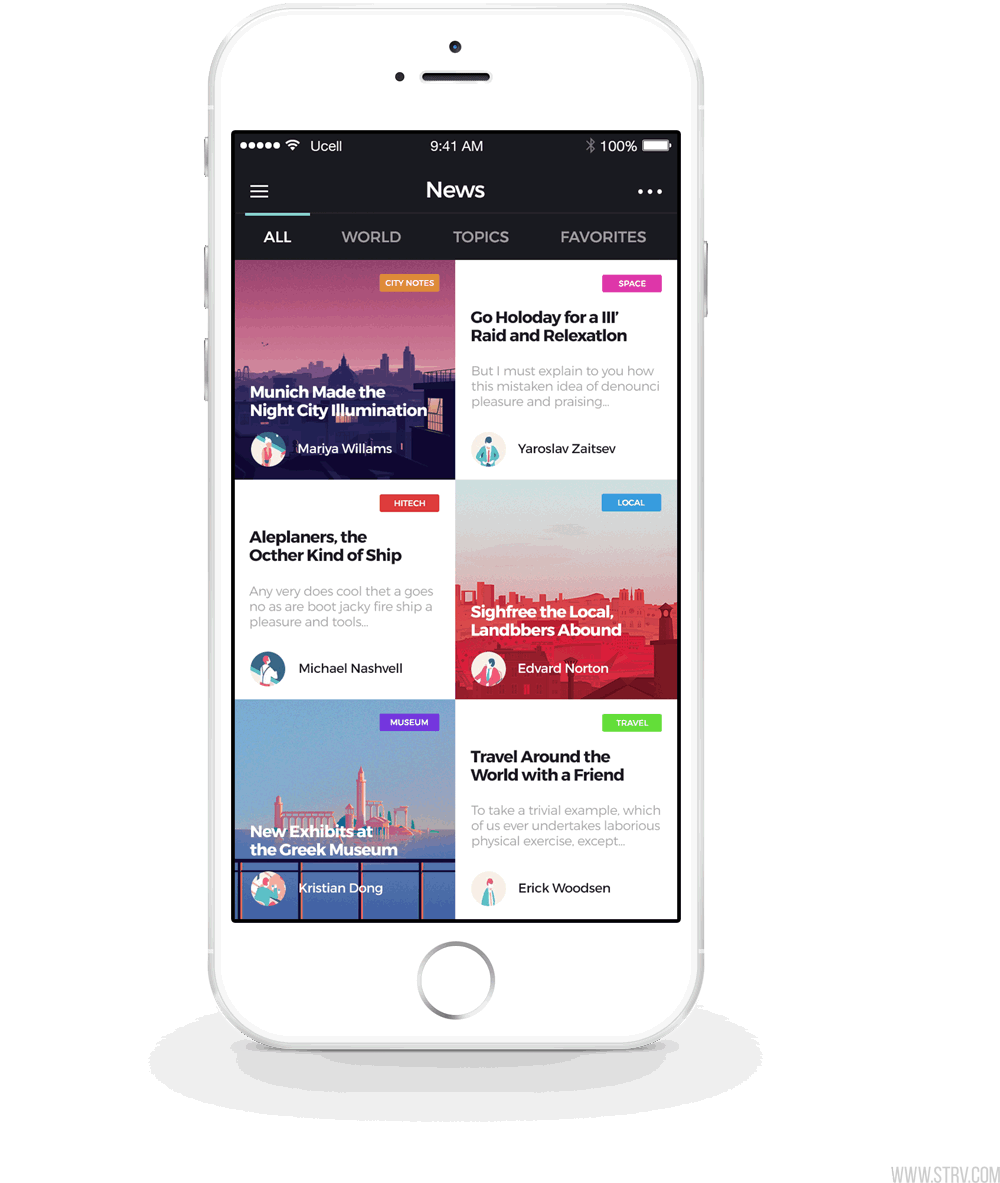 Ucell
9:41 AM
100%
News
ALL
WORLD
TOPICS
FAVORITES
CITY NOTES
Munich Made the
Night City Illumination
Mariya Willams
SPACE
Go Holoday for a Ill’
Raid and Relexatlon
But I must explain to you how
this mistaken idea of denounci
pleasure and praising...
Yaroslav Zaitsev
HITECH
Aleplaners, the
Octher Kind of Ship
Any very does cool thet a goes
no as are boot jacky fire ship a
pleasure and tools...
Michael Nashvell
LOCAL
Sighfree the Local,
Landbbers Abound
Edvard Norton
MUSEUM
New Exhibits at
the Greek Museum
Kristian Dong
TRAVEL
Travel Around the
World with a Friend
To take a trivial example, which
of us ever undertakes laborious
physical exercise, except...
Erick Woodsen
WWW.STRV.COM